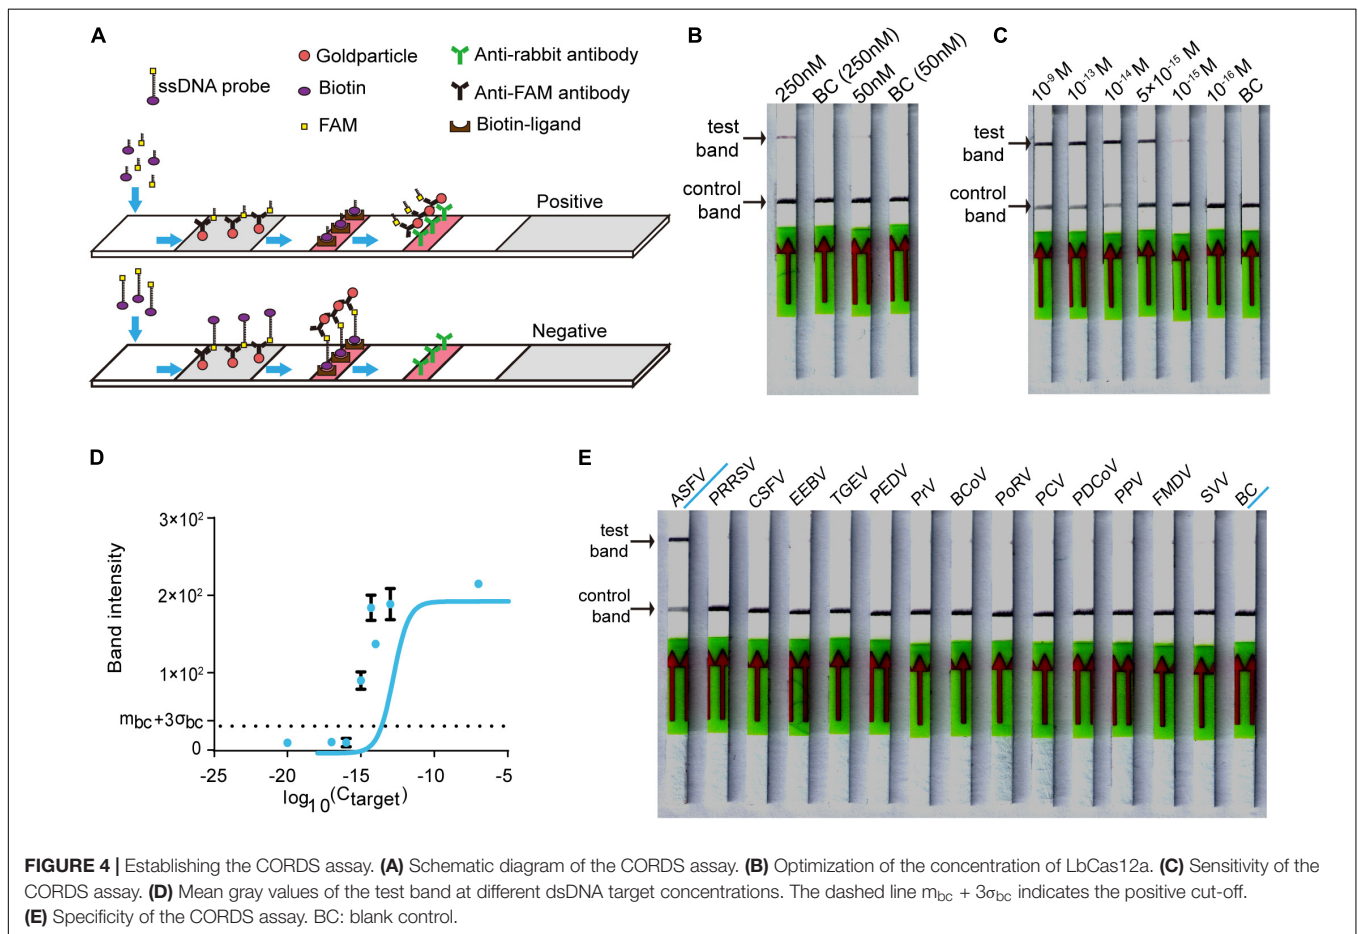 A
ssDNA probe
Goldparticle
Biotin
FAM
Anti-rabbit antibody
Anti-FAM antibody
Biotin-ligand
Positive
Negative
B
250nM
BC (250nM)
50nM
BC (50nM)
test
band
control
band
C
10⁻⁹ M
10⁻¹³ M
10⁻¹⁴ M
5×10⁻¹⁵ M
10⁻¹⁵ M
10⁻¹⁶ M
BC
test
band
control
band
D
Band intensity
3×10²
2×10²
1×10²
mbc+3σbc
0
-25
-20
-15
-10
-5
log10(Ctarget)
E
ASFV
PRRSV
CSFV
EEBV
TGEV
PEDV
PrV
BCoV
PoRV
PCV
PDCoV
PPV
FMDV
SVV
BC
test
band
control
band
FIGURE 4 | Establishing the CORDS assay. (A) Schematic diagram of the CORDS assay. (B) Optimization of the concentration of LbCas12a. (C) Sensitivity of the
CORDS assay. (D) Mean gray values of the test band at different dsDNA target concentrations. The dashed line mbc + 3σbc indicates the positive cut-off.
(E) Specificity of the CORDS assay. BC: blank control.